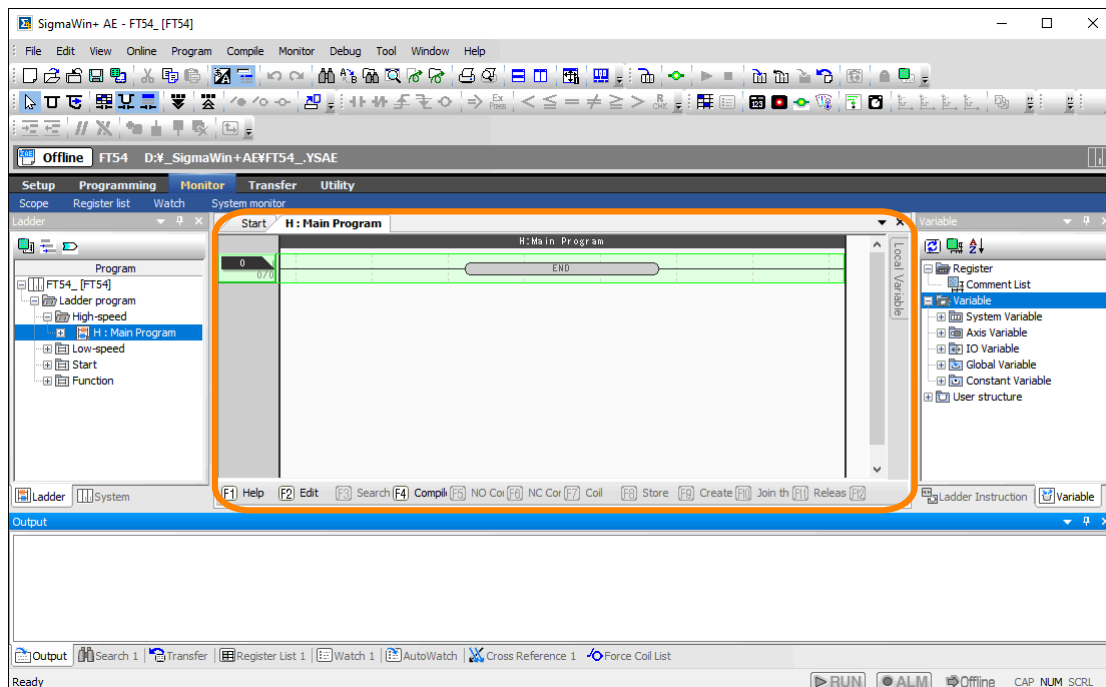 SigmaWin+ AE - FT54_ [FT54]
File Edit View Online Program Compile Monitor Debug Tool Window Help
Offline FT54 D:¥_SigmaWin+AE¥FT54_.YSAE
Setup Programming Monitor Transfer Utility
Scope Register list Watch System monitor
Ladder
Start H : Main Program
Variable
H:Main Program
Local Variable
0
0/0
END
Program
FT54_ [FT54]
Ladder program
High-speed
H : Main Program
Low-speed
Start
Function
Register
Comment List
Variable
System Variable
Axis Variable
IO Variable
Global Variable
Constant Variable
User structure
F1 Help F2 Edit F3 Search F4 Compil F5 NO Con F6 NC Cor F7 Coil F8 Store F9 Create F10 Join th F11 Releas F12
Ladder System
Ladder Instruction Variable
Output
Output Search 1 Transfer Register List 1 Watch 1 AutoWatch Cross Reference 1 Force Coil List
Ready RUN ALM Offline CAP NUM SCRL